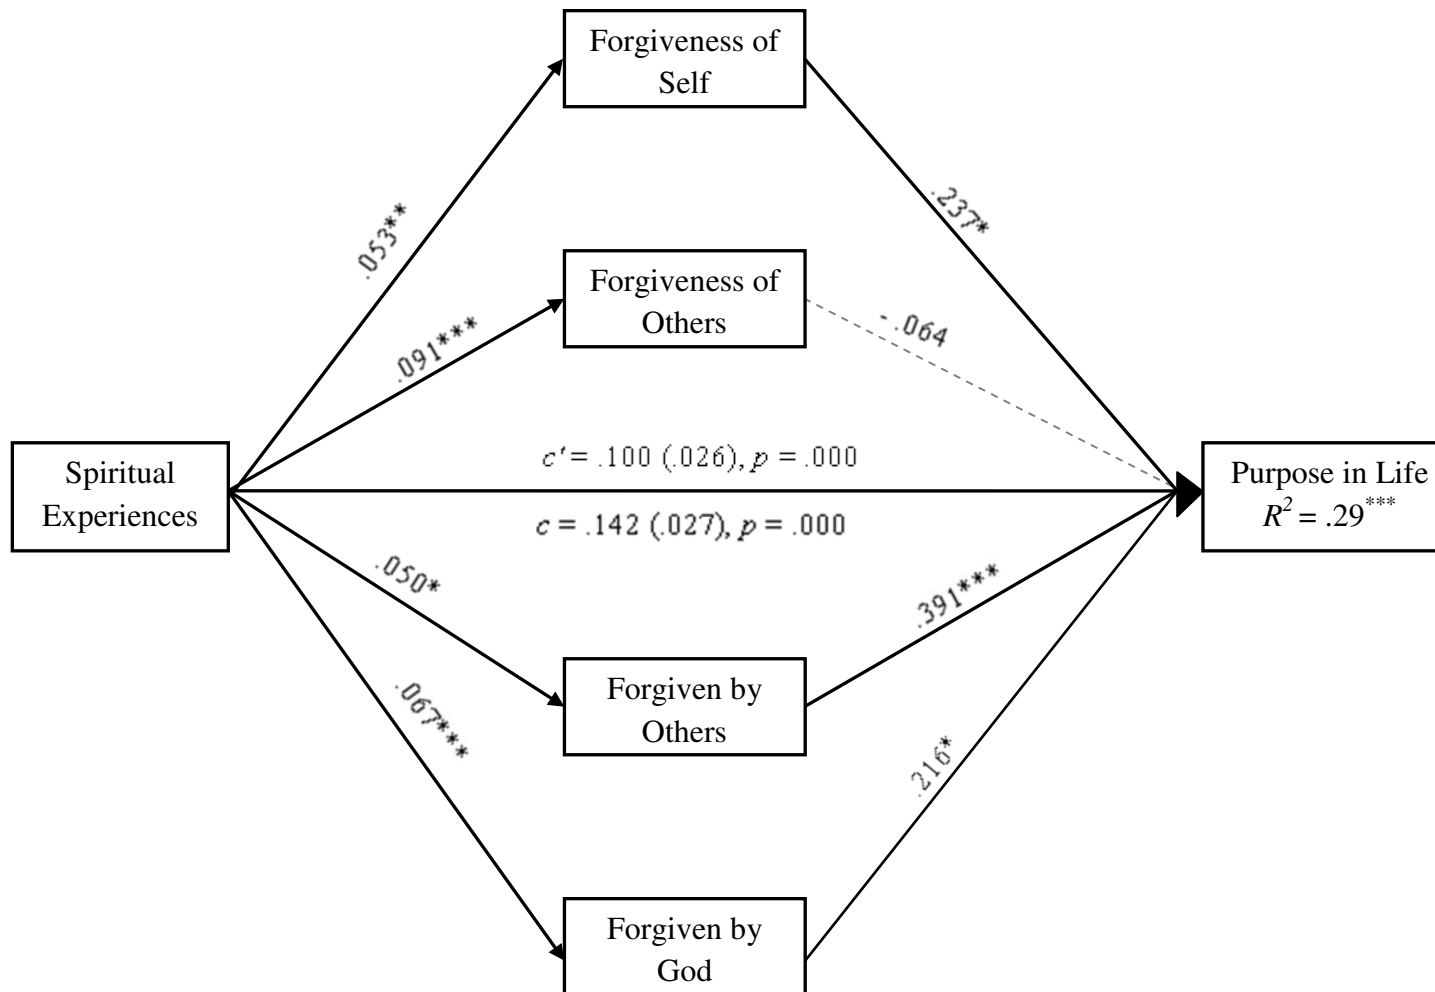 Forgiveness of
Self
.053**
.237*
Forgiveness of
Others
.091***
-.064
Spiritual
Experiences
c' = .100 (.026), p = .000
c = .142 (.027), p = .000
Purpose in Life
R² = .29***
.050*
.391***
Forgiven by
Others
.067***
.216*
Forgiven by
God